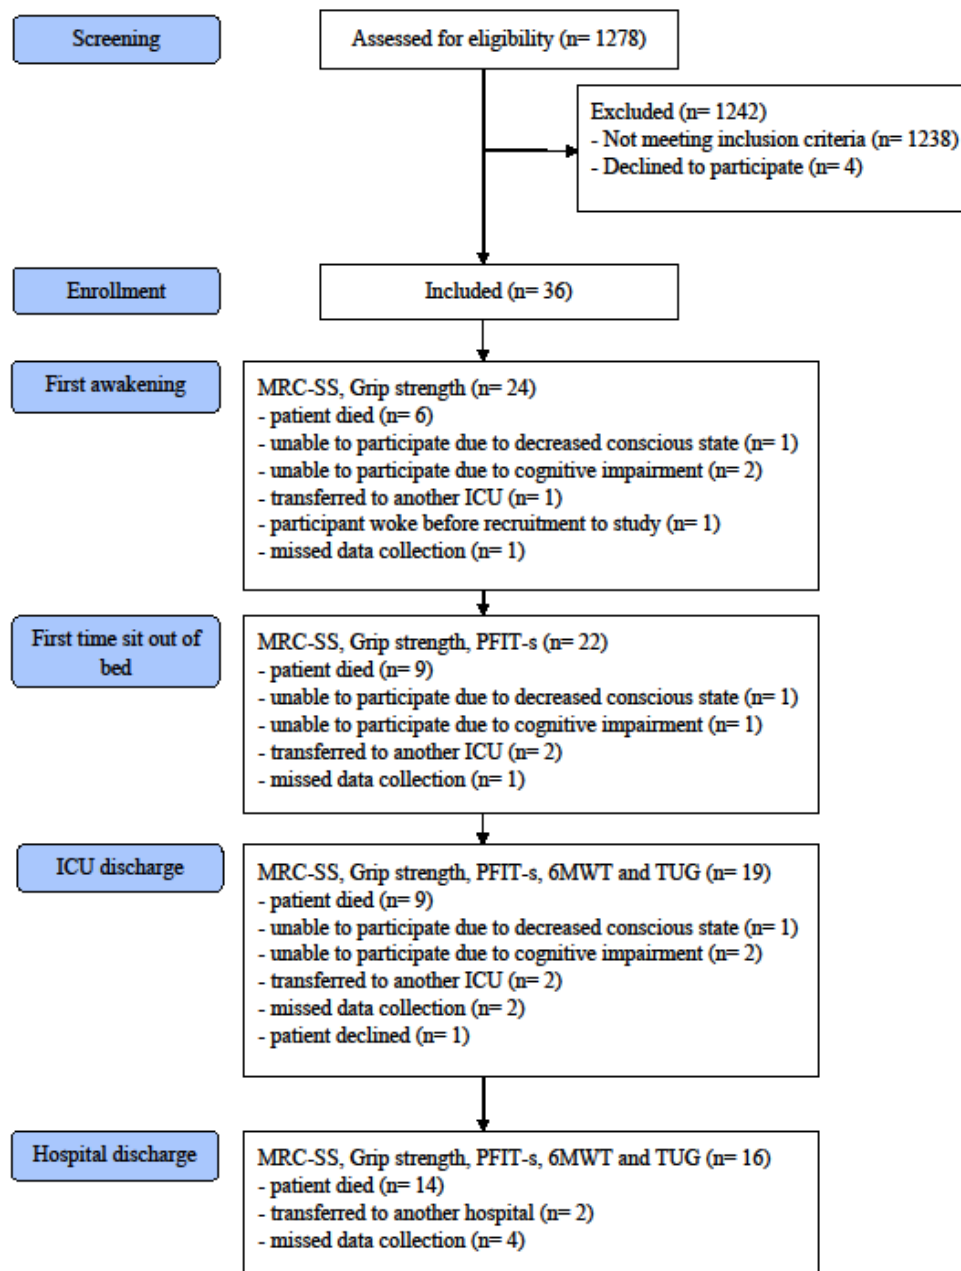 Screening
Assessed for eligibility (n= 1278)
Excluded (n= 1242)
- Not meeting inclusion criteria (n= 1238)
- Declined to participate (n= 4)
Enrollment
Included (n= 36)
First awakening
MRC-SS, Grip strength (n= 24)
- patient died (n= 6)
- unable to participate due to decreased conscious state (n= 1)
- unable to participate due to cognitive impairment (n= 2)
- transferred to another ICU (n= 1)
- participant woke before recruitment to study (n= 1)
- missed data collection (n= 1)
First time sit out of
bed
MRC-SS, Grip strength, PFIT-s (n= 22)
- patient died (n= 9)
- unable to participate due to decreased conscious state (n= 1)
- unable to participate due to cognitive impairment (n= 1)
- transferred to another ICU (n= 2)
- missed data collection (n= 1)
ICU discharge
MRC-SS, Grip strength, PFIT-s, 6MWT and TUG (n= 19)
- patient died (n= 9)
- unable to participate due to decreased conscious state (n= 1)
- unable to participate due to cognitive impairment (n= 2)
- transferred to another ICU (n= 2)
- missed data collection (n= 2)
- patient declined (n= 1)
Hospital discharge
MRC-SS, Grip strength, PFIT-s, 6MWT and TUG (n= 16)
- patient died (n= 14)
- transferred to another hospital (n= 2)
- missed data collection (n= 4)